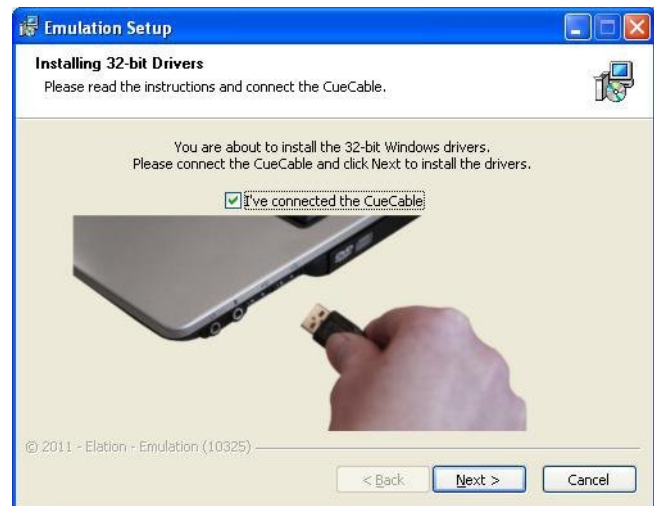 Emulation Setup
Installing 32-bit Drivers
Please read the instructions and connect the CueCable.
You are about to install the 32-bit Windows drivers.
Please connect the CueCable and click Next to install the drivers.
I've connected the CueCable
© 2011 - Elation - Emulation (10325)
< Back Next > Cancel